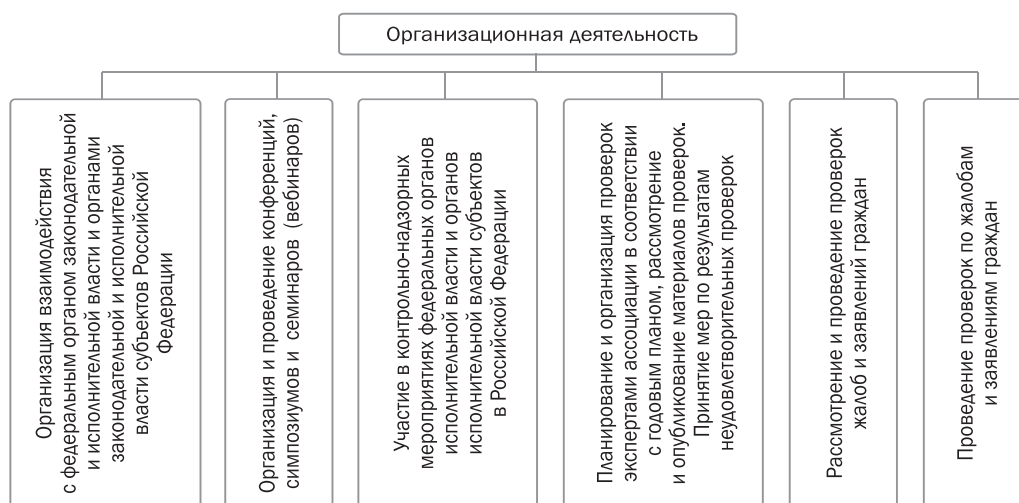 Организационная деятельность
Организация взаимодействия
с федеральным органом законодательной
и исполнительной власти и органами
законодательной и исполнительной
власти субъектов Российской
Федерации
Организация и проведение конференций,
симпозиумов и семинаров (вебинаров)
Участие в контрольно-надзорных
мероприятиях федеральных органов
исполнительной власти и органов
исполнительной власти субъектов
в Российской Федерации
Планирование и организация проверок
экспертами ассоциации в соответствии
с годовым планом, рассмотрение
и опубликование материалов проверок.
Принятие мер по результатам
неудовлетворительных проверок
Рассмотрение и проведение проверок
жалоб и заявлений граждан
Проведение проверок по жалобам
и заявлениям граждан